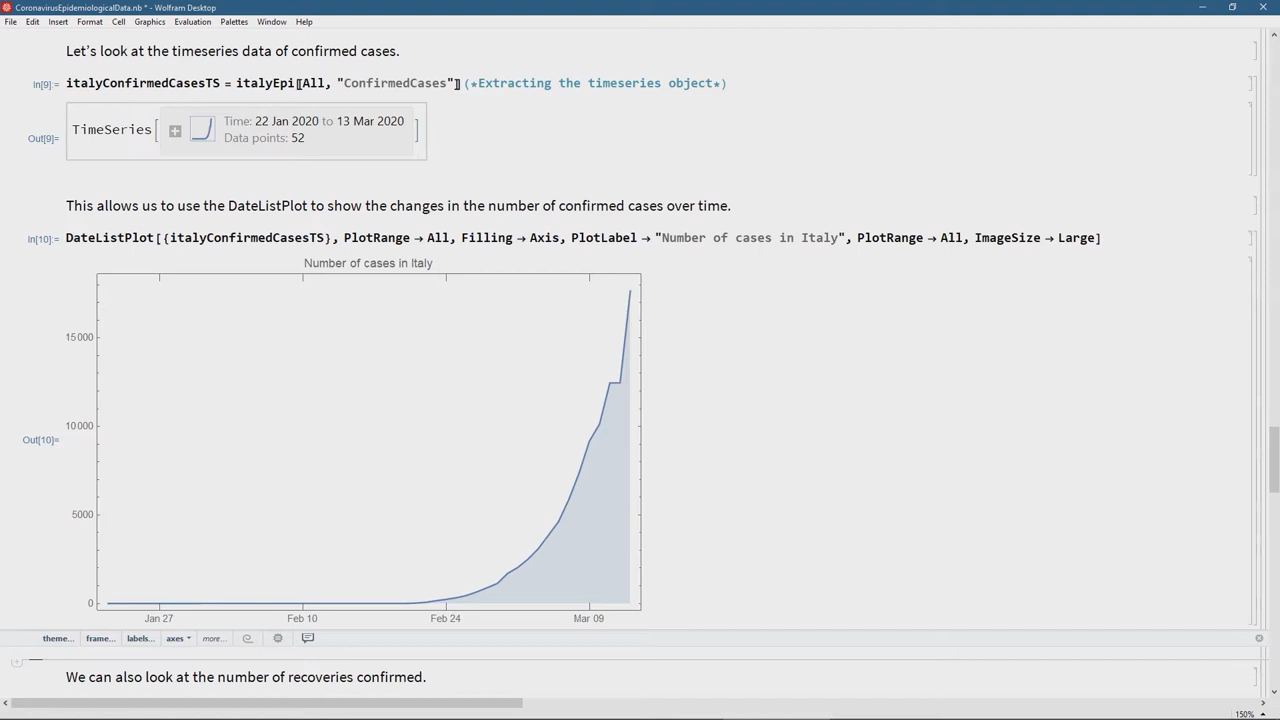 CoronavirusEpidemiologicalData.nb * - Wolfram Desktop
File Edit Insert Format Cell Graphics Evaluation Palettes Window Help
Let's look at the timeseries data of confirmed cases.
In[9]:= italyConfirmedCasesTS = italyEpi[[All, "ConfirmedCases"]] (*Extracting the timeseries object*)
Out[9]= TimeSeries[ Time: 22 Jan 2020 to 13 Mar 2020
Data points: 52 ]
This allows us to use the DateListPlot to show the changes in the number of confirmed cases over time.
In[10]:= DateListPlot[{italyConfirmedCasesTS}, PlotRange → All, Filling → Axis, PlotLabel → "Number of cases in Italy", PlotRange → All, ImageSize → Large]
Number of cases in Italy
15000
10000
Out[10]=
5000
0
Jan 27 Feb 10 Feb 24 Mar 09
theme... frame... labels... axes more...
We can also look at the number of recoveries confirmed.
150%